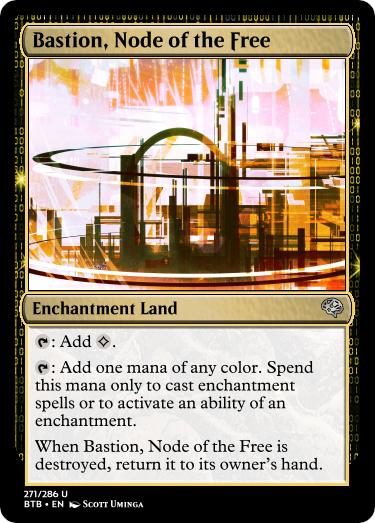 Bastion, Node of the Free
Enchantment Land
: Add .
: Add one mana of any color. Spend
this mana only to cast enchantment
spells or to activate an ability of an
enchantment.
When Bastion, Node of the Free is
destroyed, return it to its owner's hand.
271/286 U
BTB • EN Scott Uminga